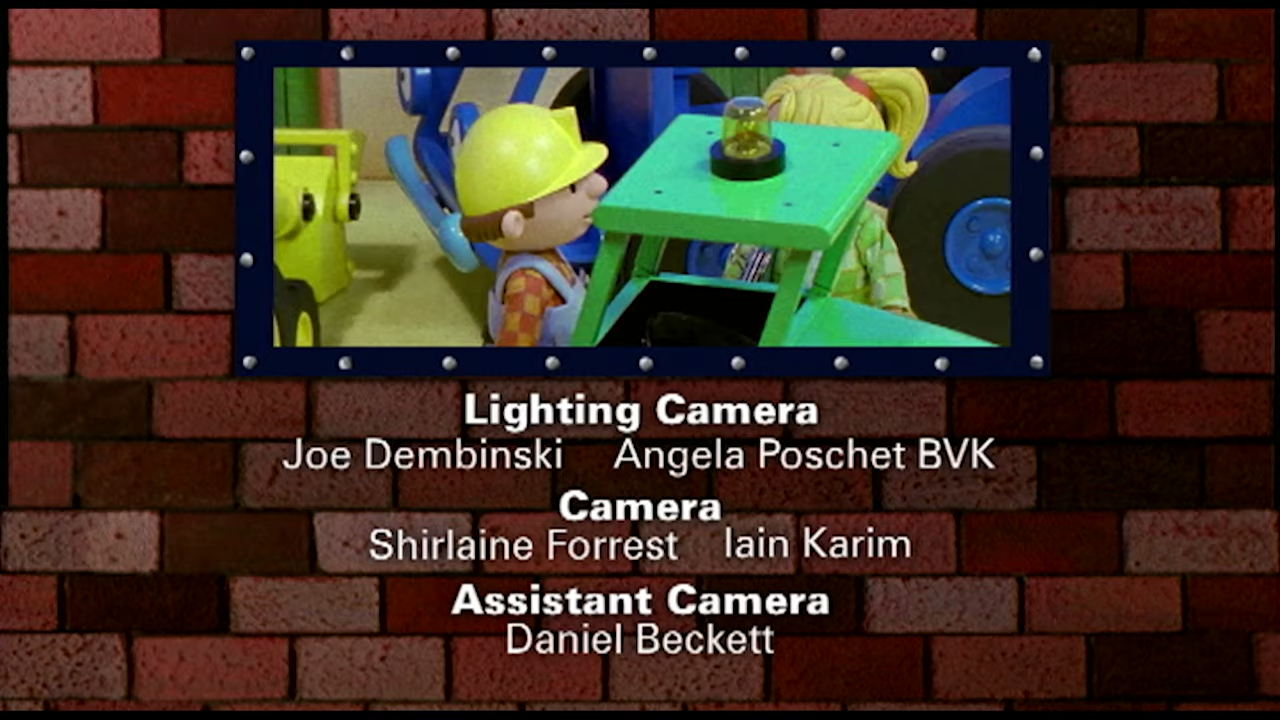 Lighting Camera
Joe Dembinski Angela Poschet BVK
Camera
Shirlaine Forrest Iain Karim
Assistant Camera
Daniel Beckett